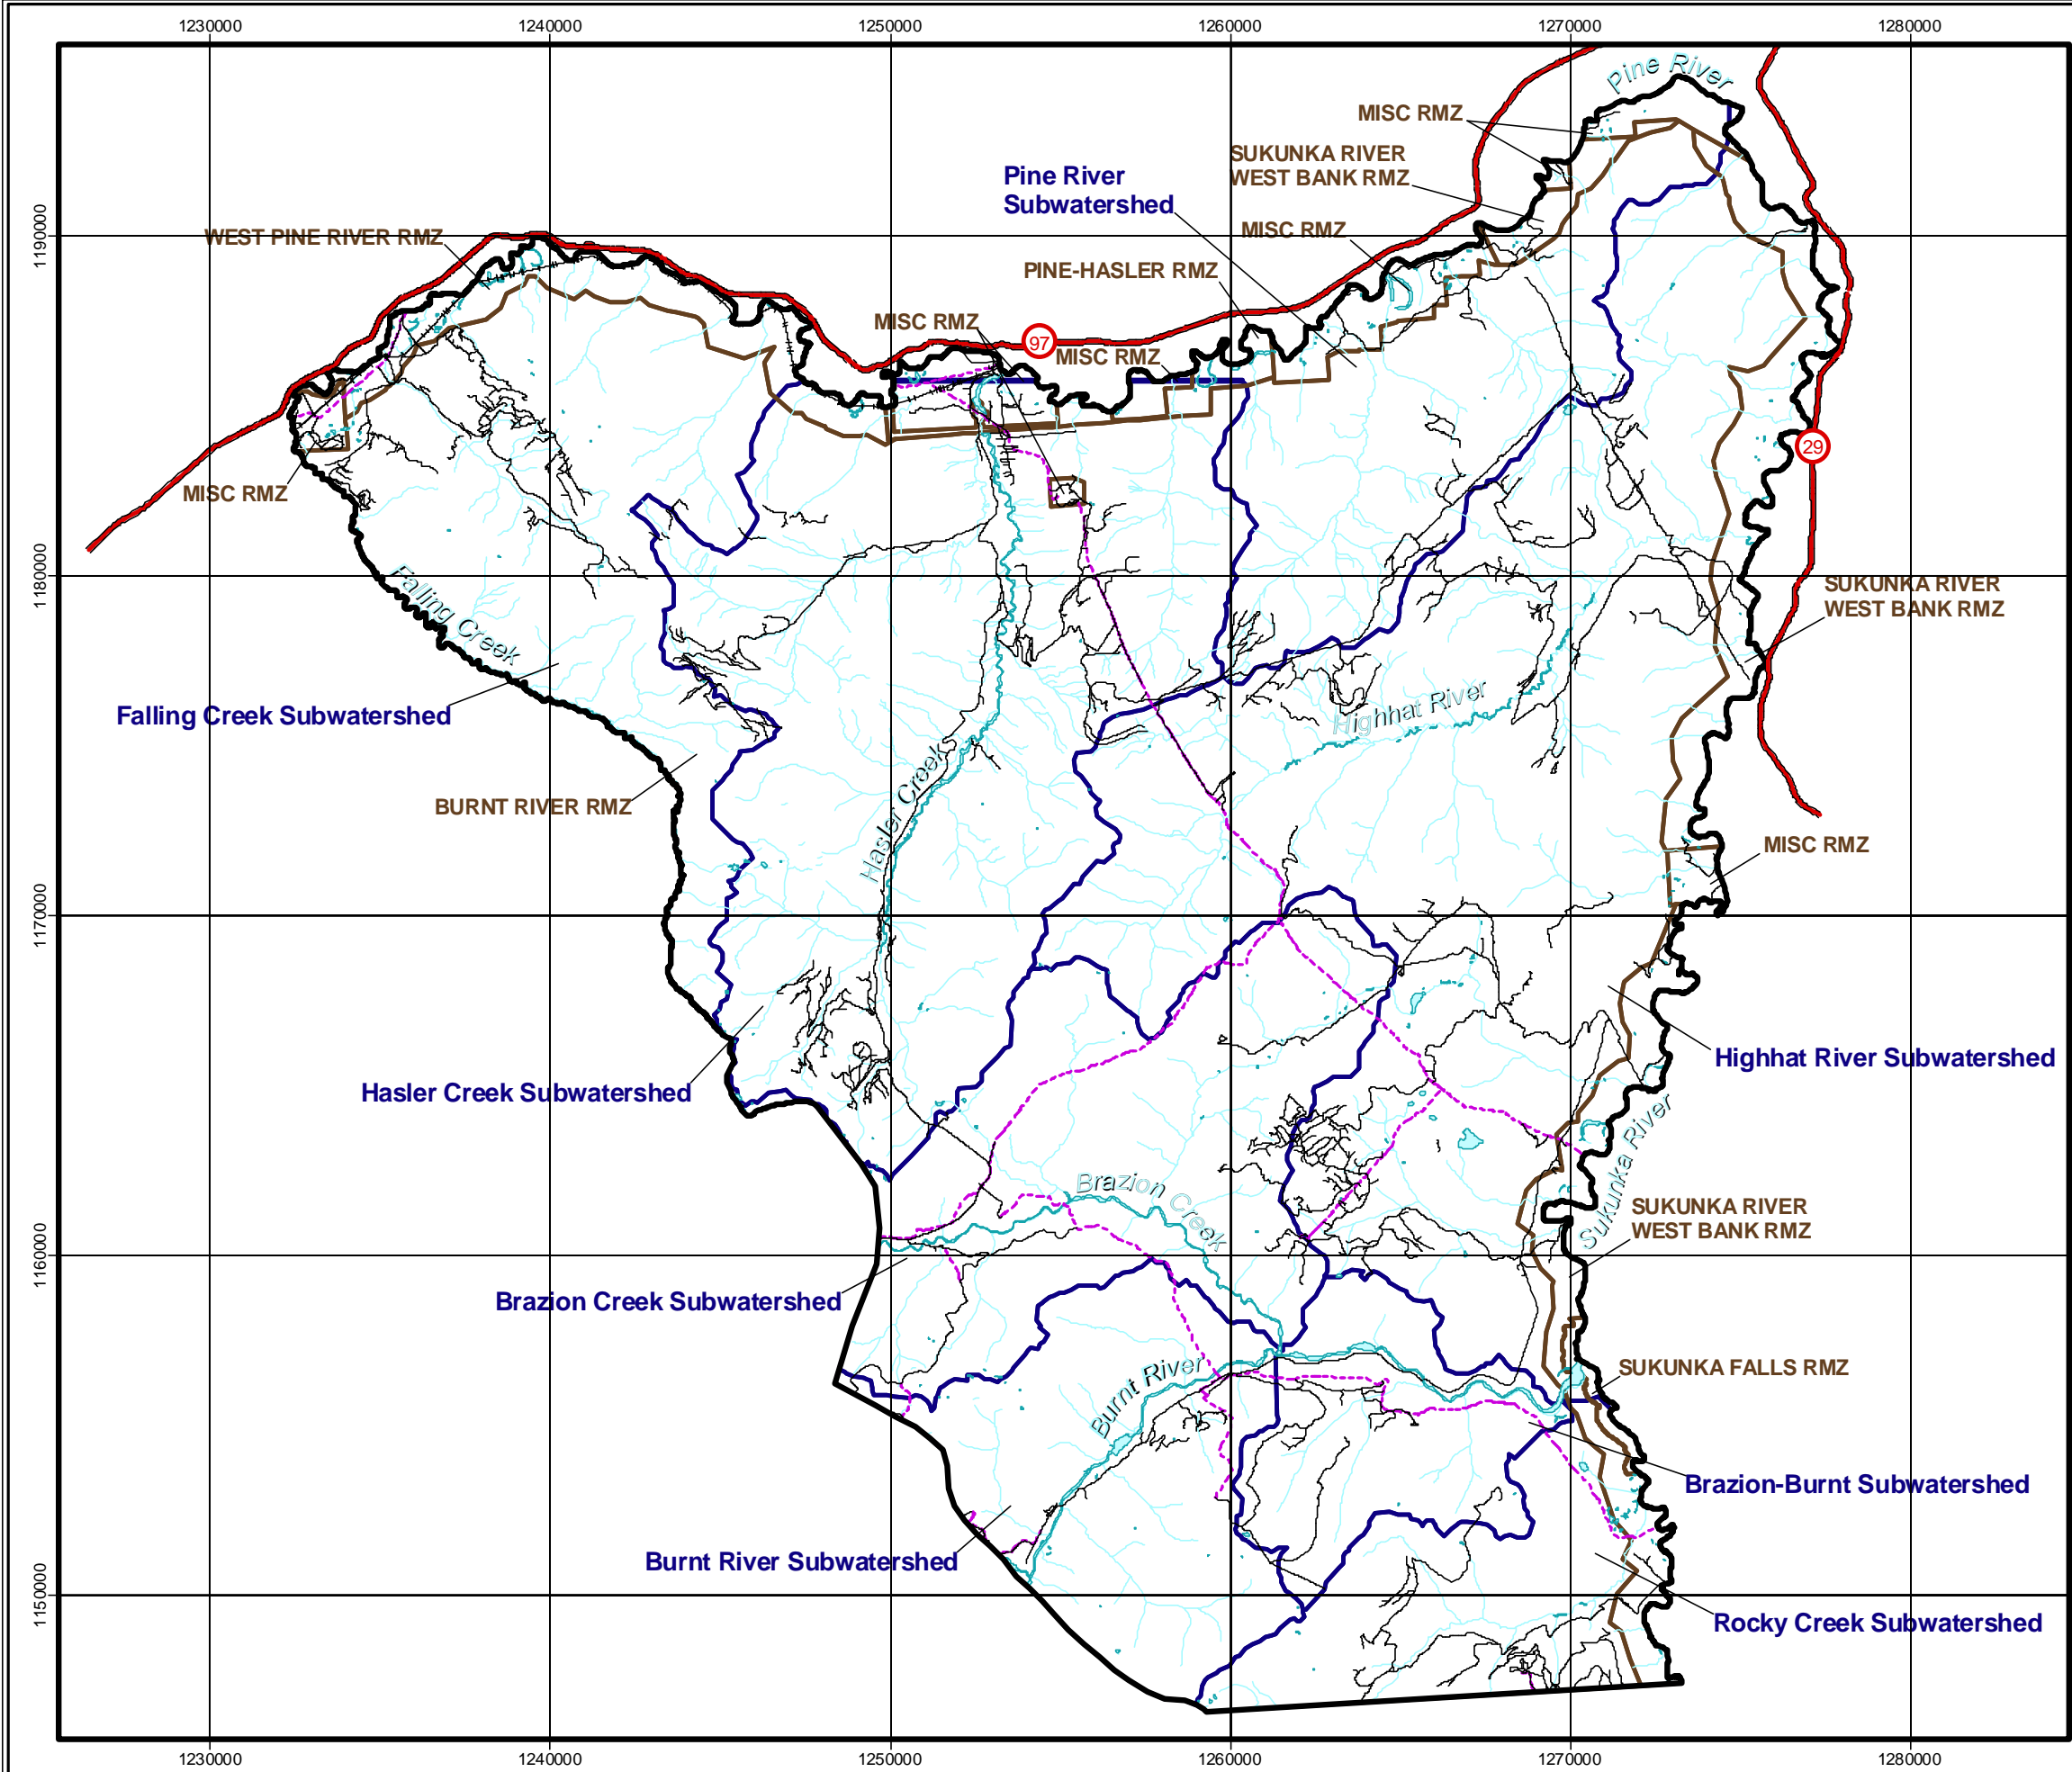 1230000 1240000 1250000 1260000 1270000 1280000
Pine River
MISC RMZ
SUKUNKA RIVER
WEST BANK RMZ
Pine River
Subwatershed
1190000
WEST PINE RIVER RMZ
MISC RMZ
PINE-HASLER RMZ
MISC RMZ
97
MISC RMZ
29
MISC RMZ
1180000
Falling Creek
SUKUNKA RIVER
WEST BANK RMZ
Falling Creek Subwatershed
Highhat River
Hasler Creek
BURNT RIVER RMZ
MISC RMZ
1170000
Highhat River Subwatershed
Hasler Creek Subwatershed
Sukunka River
Brazion Creek
SUKUNKA RIVER
WEST BANK RMZ
1160000
Brazion Creek Subwatershed
SUKUNKA FALLS RMZ
Burnt River
Brazion-Burnt Subwatershed
Burnt River Subwatershed
1150000
Rocky Creek Subwatershed
1230000 1240000 1250000 1260000 1270000 1280000